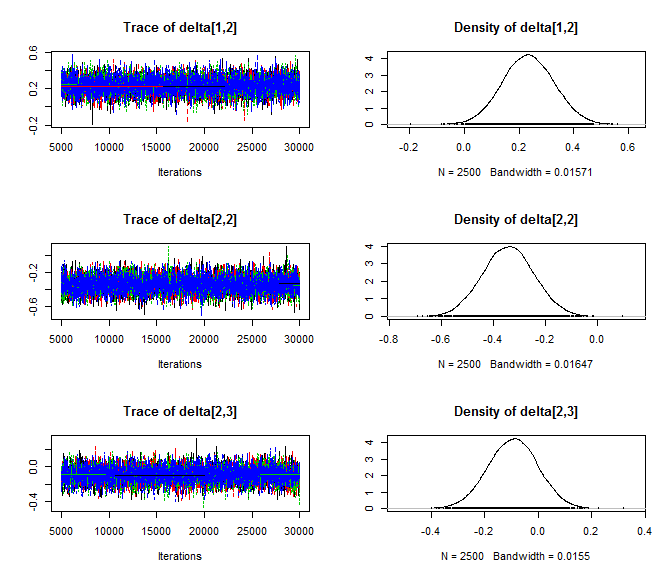 Trace of delta[1,2]
0.6
0.2
-0.2
5000 10000 15000 20000 25000 30000
Iterations
Density of delta[1,2]
4
3
2
1
0
-0.2 0.0 0.2 0.4 0.6
N = 2500 Bandwidth = 0.01571
Trace of delta[2,2]
-0.2
-0.6
5000 10000 15000 20000 25000 30000
Iterations
Density of delta[2,2]
4
3
2
1
0
-0.8 -0.6 -0.4 -0.2 0.0
N = 2500 Bandwidth = 0.01647
Trace of delta[2,3]
0.0
-0.4
5000 10000 15000 20000 25000 30000
Iterations
Density of delta[2,3]
4
3
2
1
0
-0.4 -0.2 0.0 0.2 0.4
N = 2500 Bandwidth = 0.0155